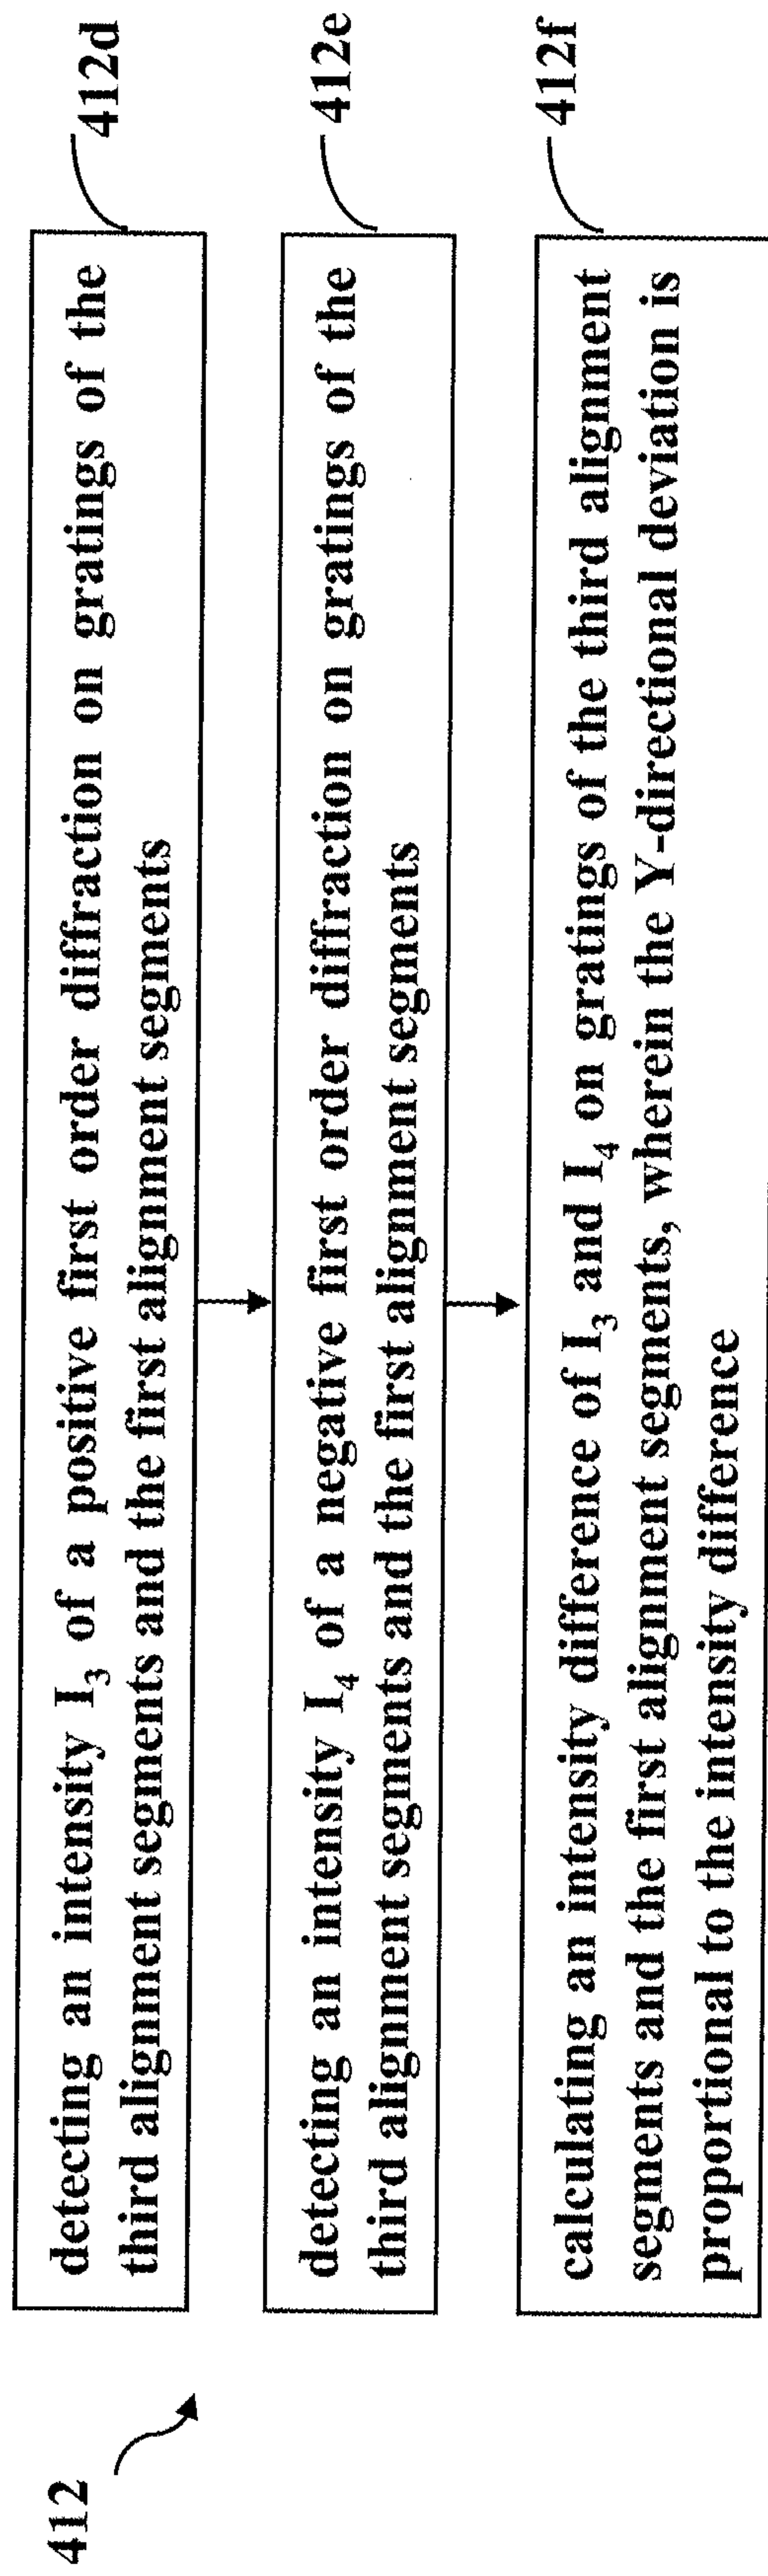 412
detecting an intensity I₃ of a positive first order diffraction on gratings of the
third alignment segments and the first alignment segments
412d
detecting an intensity I₄ of a negative first order diffraction on gratings of the
third alignment segments and the first alignment segments
412e
calculating an intensity difference of I₃ and I₄ on gratings of the third alignment
segments and the first alignment segments, wherein the Y-directional deviation is
proportional to the intensity difference
412f